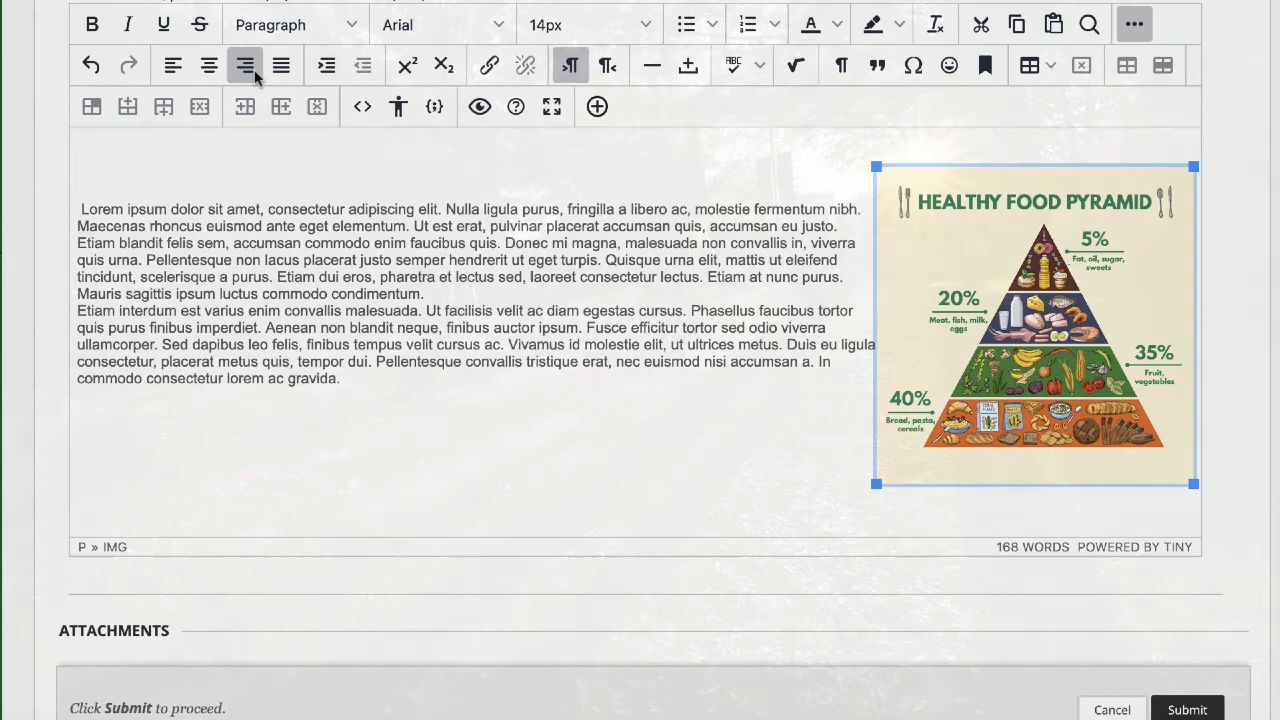 B I U S Paragraph Arial 14px A
X² X₂ ABC
Lorem ipsum dolor sit amet, consectetur adipiscing elit. Nulla ligula purus, fringilla a libero ac, molestie fermentum nibh.
Maecenas rhoncus euismod ante eget elementum. Ut est erat, pulvinar placerat accumsan quis, accumsan eu justo.
Etiam blandit felis sem, accumsan commodo enim faucibus quis. Donec mi magna, malesuada non convallis in, viverra
quis urna. Pellentesque non lacus placerat justo semper hendrerit ut eget turpis. Quisque urna elit, mattis ut eleifend
tincidunt, scelerisque a purus. Etiam dui eros, pharetra et lectus sed, laoreet consectetur lectus. Etiam at nunc purus.
Mauris sagittis ipsum luctus commodo condimentum.
Etiam interdum est varius enim convallis malesuada. Ut facilisis velit ac diam egestas cursus. Phasellus faucibus tortor
quis purus finibus imperdiet. Aenean non blandit neque, finibus auctor ipsum. Fusce efficitur tortor sed odio viverra
ullamcorper. Sed dapibus leo felis, finibus tempus velit cursus ac. Vivamus id molestie elit, ut ultrices metus. Duis eu ligula
consectetur, placerat metus quis, tempor dui. Pellentesque convallis tristique erat, nec euismod nisi accumsan a. In
commodo consectetur lorem ac gravida.
HEALTHY FOOD PYRAMID
5%
Fat, oil, sugar,
sweets
20%
Meat, fish, milk,
eggs
35%
Fruit,
vegetables
40%
Bread, pasta,
cereals
P » IMG
168 WORDS POWERED BY TINY
ATTACHMENTS
Click Submit to proceed.
Cancel
Submit